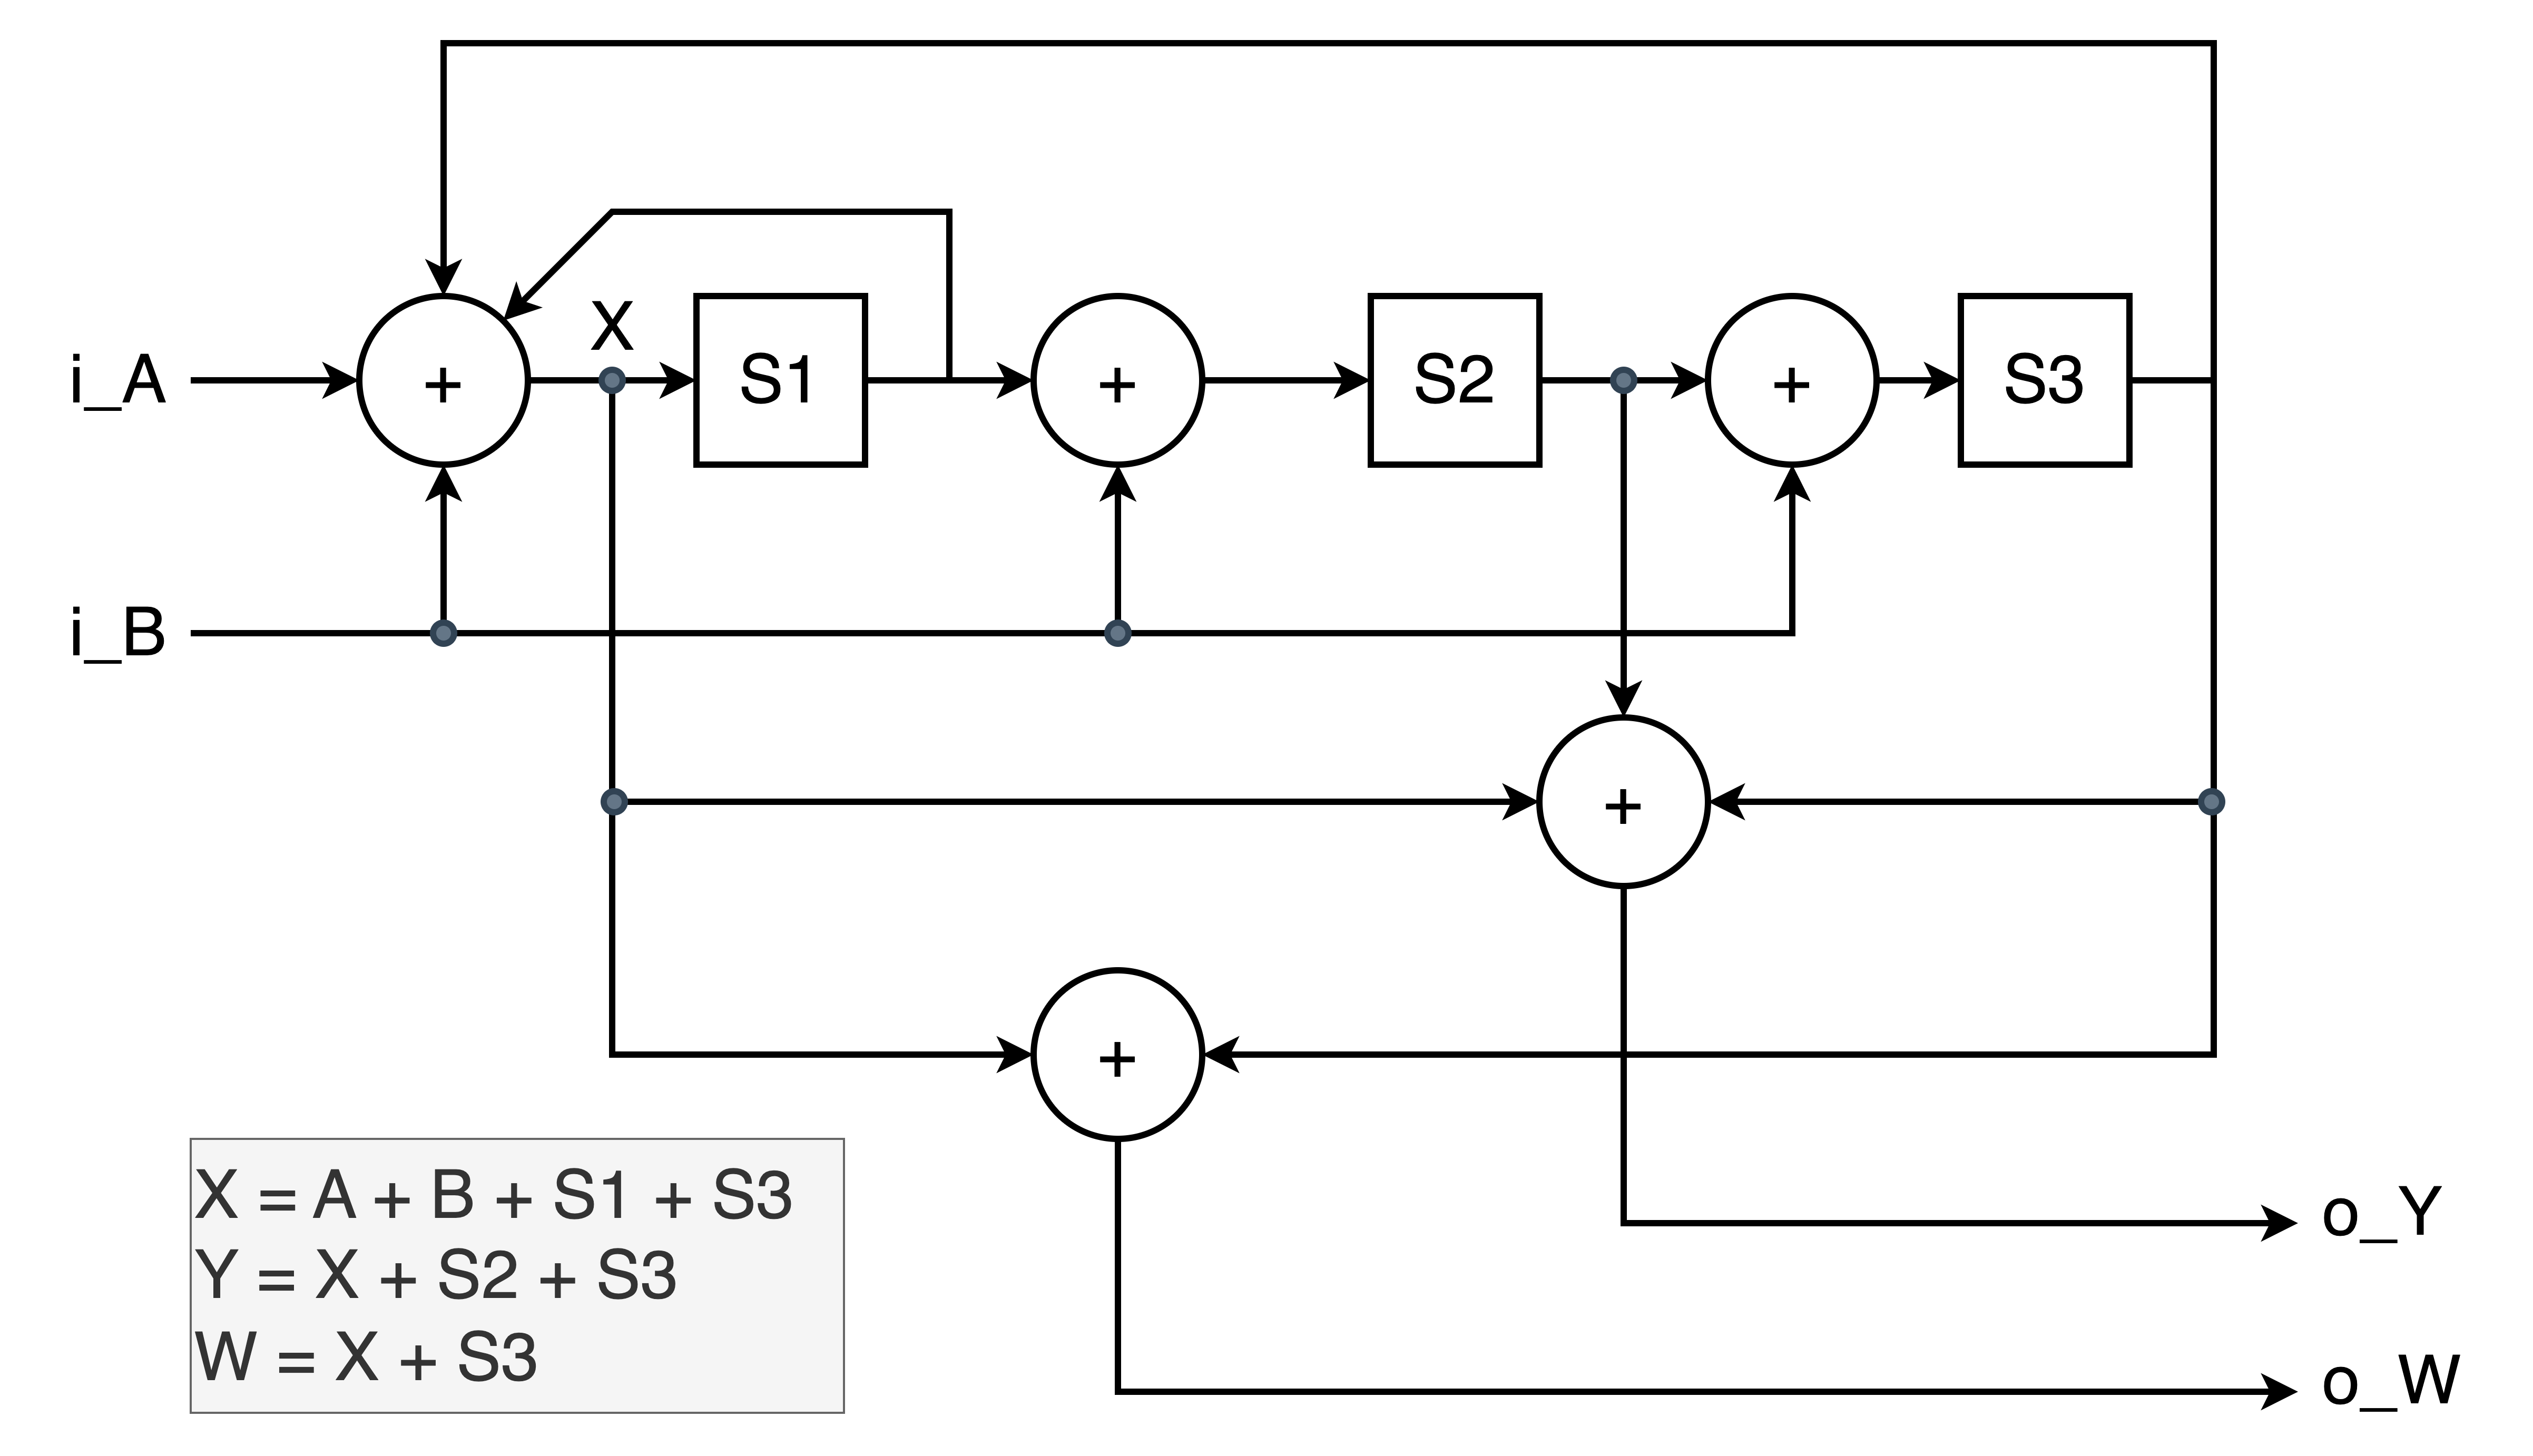 X
i_A
+
S1
+
S2
+
S3
i_B
+
+
X = A + B + S1 + S3
Y = X + S2 + S3
W = X + S3
o_Y
o_W